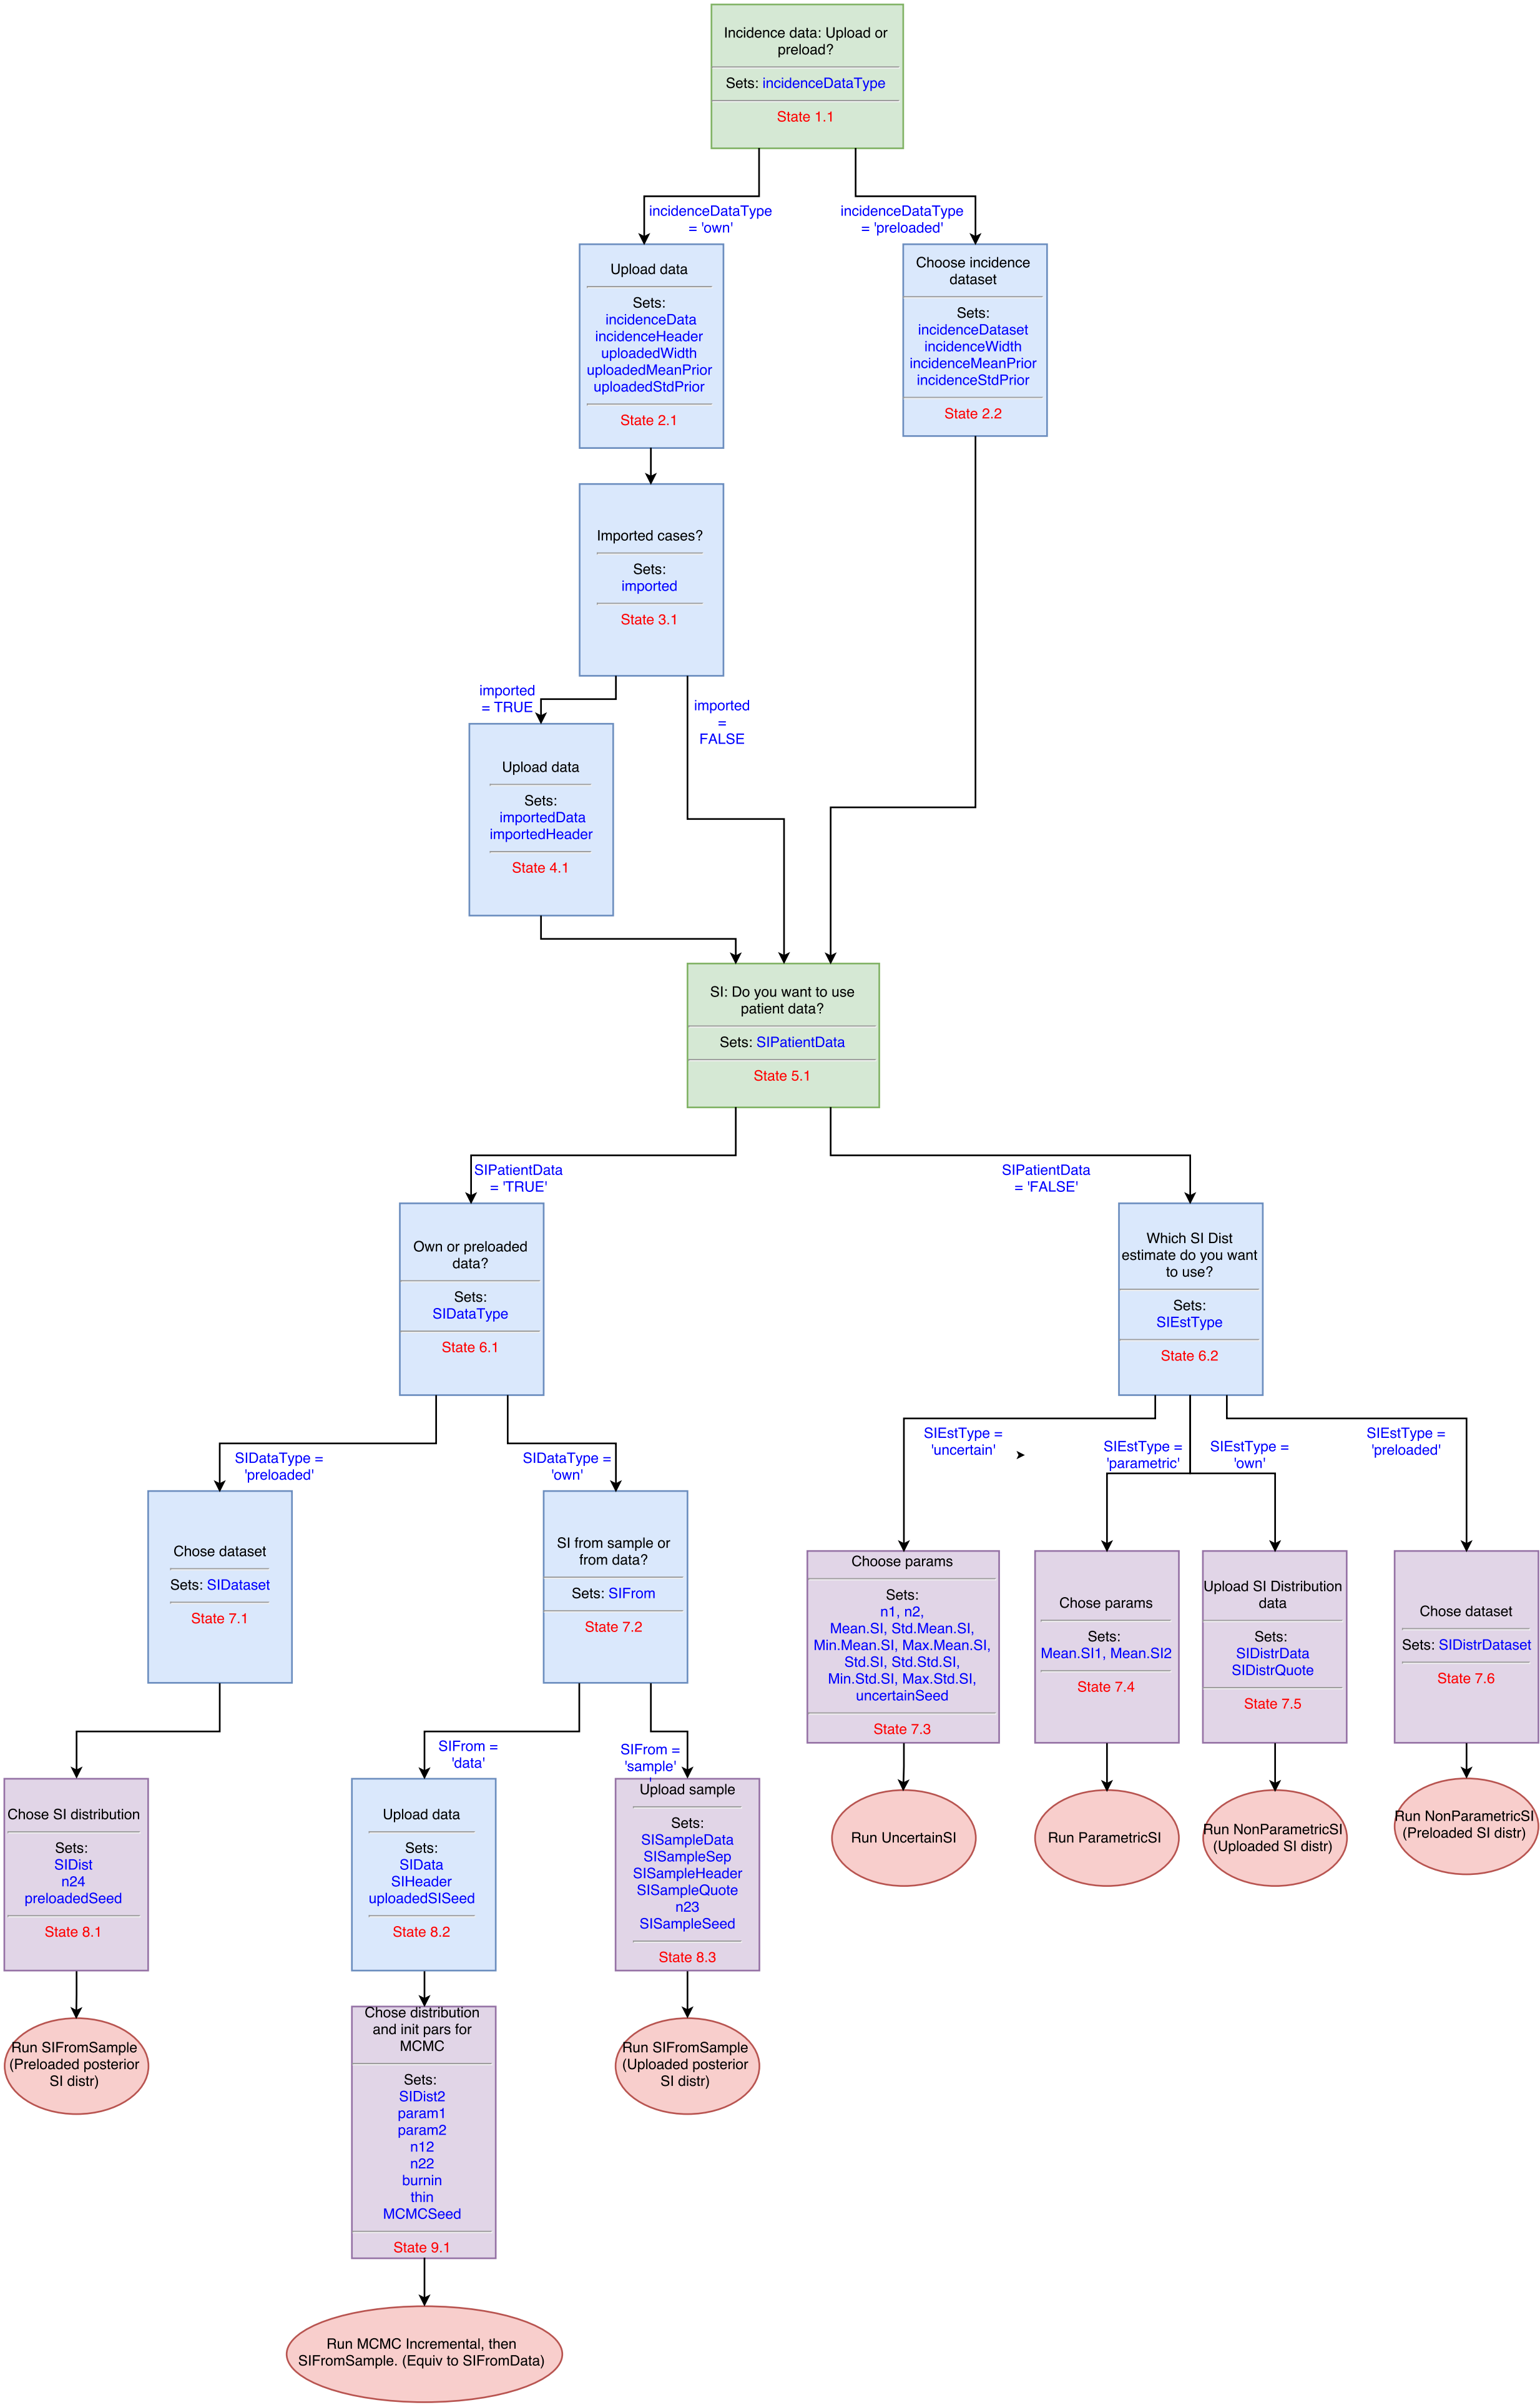 Incidence data: Upload or
preload?
Sets: incidenceDataType
State 1.1
incidenceDataType
= 'own'
incidenceDataType
= 'preloaded'
Upload data
Sets:
incidenceData
incidenceHeader
uploadedWidth
uploadedMeanPrior
uploadedStdPrior
State 2.1
Choose incidence
dataset
Sets:
incidenceDataset
incidenceWidth
incidenceMeanPrior
incidenceStdPrior
State 2.2
Imported cases?
Sets:
imported
State 3.1
imported
= TRUE
imported
=
FALSE
Upload data
Sets:
importedData
importedHeader
State 4.1
SI: Do you want to use
patient data?
Sets: SIPatientData
State 5.1
SIPatientData
= 'TRUE'
SIPatientData
= 'FALSE'
Own or preloaded
data?
Sets:
SIDataType
State 6.1
Which SI Dist
estimate do you want
to use?
Sets:
SIEstType
State 6.2
SIDataType =
'preloaded'
SIDataType =
'own'
SIEstType =
'uncertain'
SIEstType =
'parametric'
SIEstType =
'own'
SIEstType =
'preloaded'
Chose dataset
Sets: SIDataset
State 7.1
SI from sample or
from data?
Sets: SIFrom
State 7.2
Choose params
Sets:
n1, n2,
Mean.SI, Std.Mean.SI,
Min.Mean.SI, Max.Mean.SI,
Std.SI, Std.Std.SI,
Min.Std.SI, Max.Std.SI,
uncertainSeed
State 7.3
Chose params
Sets:
Mean.SI1, Mean.SI2
State 7.4
Upload SI Distribution
data
Sets:
SIDistrData
SIDistrQuote
State 7.5
Chose dataset
Sets: SIDistrDataset
State 7.6
SIFrom =
'data'
SIFrom =
'sample'
'
Chose SI distribution
Sets:
SIDist
n24
preloadedSeed
State 8.1
Upload data
Sets:
SIData
SIHeader
uploadedSISeed
State 8.2
Upload sample
Sets:
SISampleData
SISampleSep
SISampleHeader
SISampleQuote
n23
SISampleSeed
State 8.3
Run UncertainSI
Run ParametricSI
Run NonParametricSI
(Uploaded SI distr)
Run NonParametricSI
(Preloaded SI distr)
Run SIFromSample
(Preloaded posterior
SI distr)
Chose distribution
and init pars for
MCMC
Sets:
SIDist2
param1
param2
n12
n22
burnin
thin
MCMCSeed
State 9.1
Run SIFromSample
(Uploaded posterior
SI distr)
Run MCMC Incremental, then
SIFromSample. (Equiv to SIFromData)